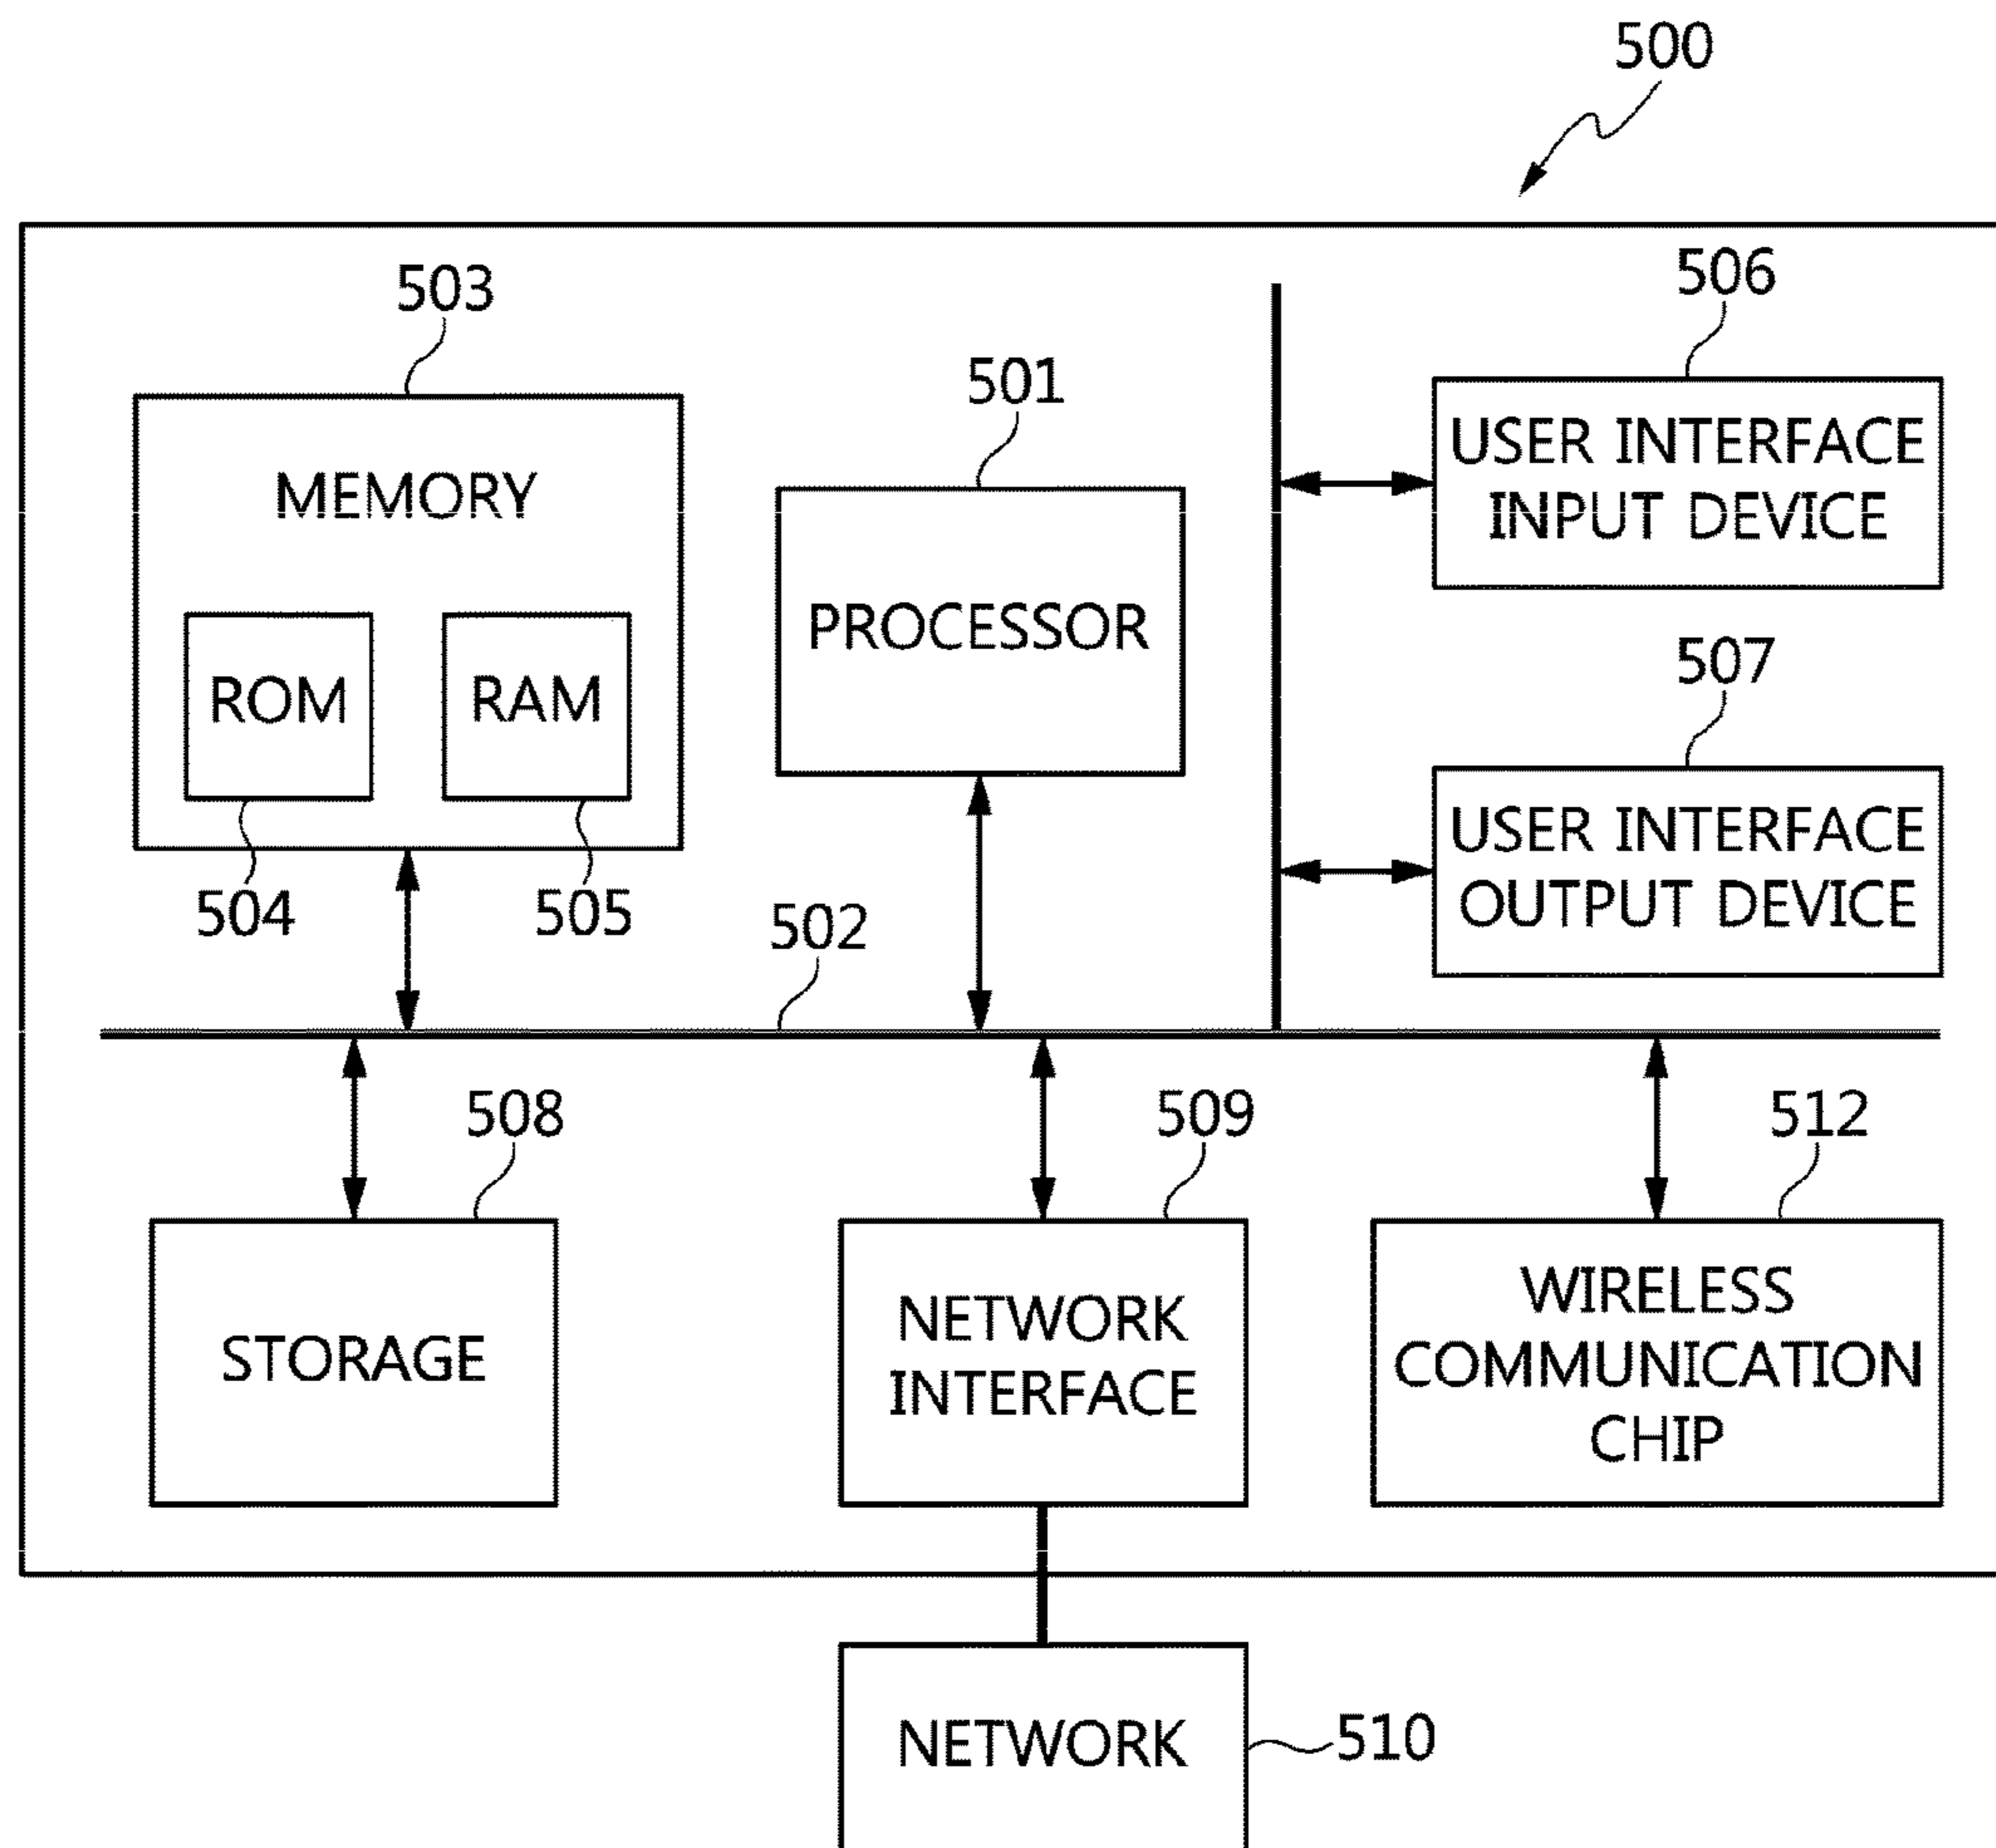 500
503
501
506
MEMORY
PROCESSOR
USER INTERFACE
INPUT DEVICE
ROM
RAM
507
504
505
502
USER INTERFACE
OUTPUT DEVICE
508
509
512
STORAGE
NETWORK
INTERFACE
WIRELESS
COMMUNICATION
CHIP
NETWORK
510